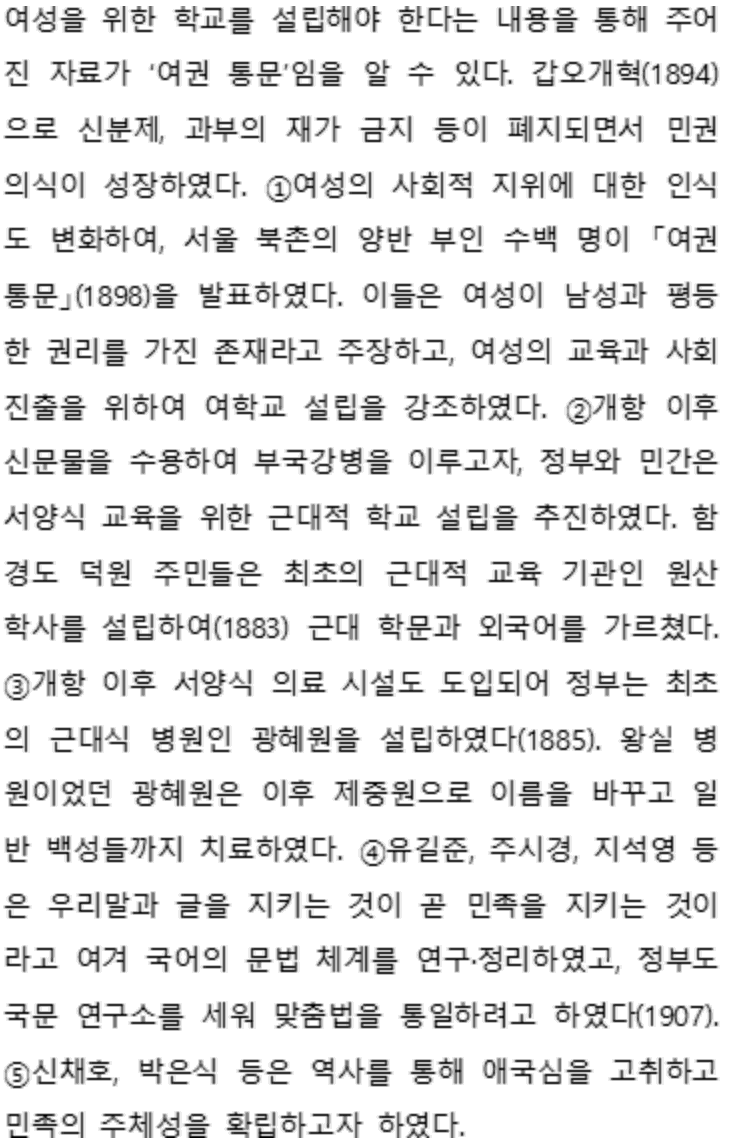 여성을 위한 학교를 설립해야 한다는 내용을 통해 주어
진 자료가 ‘여권 통문’임을 알 수 있다. 갑오개혁(1894)
으로 신분제, 과부의 재가 금지 등이 폐지되면서 민권
의식이 성장하였다. ①여성의 사회적 지위에 대한 인식
도 변화하여, 서울 북촌의 양반 부인 수백 명이 「여권
통문」(1898)을 발표하였다. 이들은 여성이 남성과 평등
한 권리를 가진 존재라고 주장하고, 여성의 교육과 사회
진출을 위하여 여학교 설립을 강조하였다. ②개항 이후
신문물을 수용하여 부국강병을 이루고자, 정부와 민간은
서양식 교육을 위한 근대적 학교 설립을 추진하였다. 함
경도 덕원 주민들은 최초의 근대적 교육 기관인 원산
학사를 설립하여(1883) 근대 학문과 외국어를 가르쳤다.
③개항 이후 서양식 의료 시설도 도입되어 정부는 최초
의 근대식 병원인 광혜원을 설립하였다(1885). 왕실 병
원이었던 광혜원은 이후 제중원으로 이름을 바꾸고 일
반 백성들까지 치료하였다. ④유길준, 주시경, 지석영 등
은 우리말과 글을 지키는 것이 곧 민족을 지키는 것이
라고 여겨 국어의 문법 체계를 연구·정리하였고, 정부도
국문 연구소를 세워 맞춤법을 통일하려고 하였다(1907).
⑤신채호, 박은식 등은 역사를 통해 애국심을 고취하고
민족의 주체성을 확립하고자 하였다.